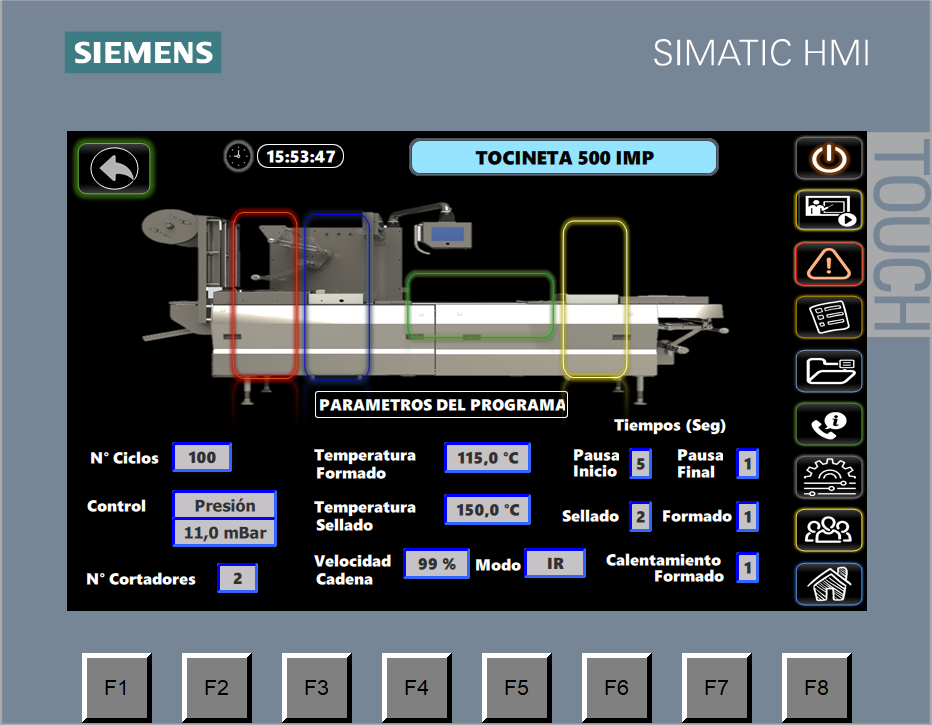 SIEMENS
SIMATIC HMI
TOUCH
15:53:47
TOCINETA 500 IMP
PARAMETROS DEL PROGRAMA
Tiempos (Seg)
N° Ciclos 100
Temperatura
Formado
115,0 °C
Pausa
Inicio
5
Pausa
Final
1
Control
Presión
11,0 mBar
Temperatura
Sellado
150,0 °C
Sellado 2
Formado 1
N° Cortadores 2
Velocidad
Cadena
99 %
Modo IR
Calentamiento
Formado
1
F1 F2 F3 F4 F5 F6 F7 F8